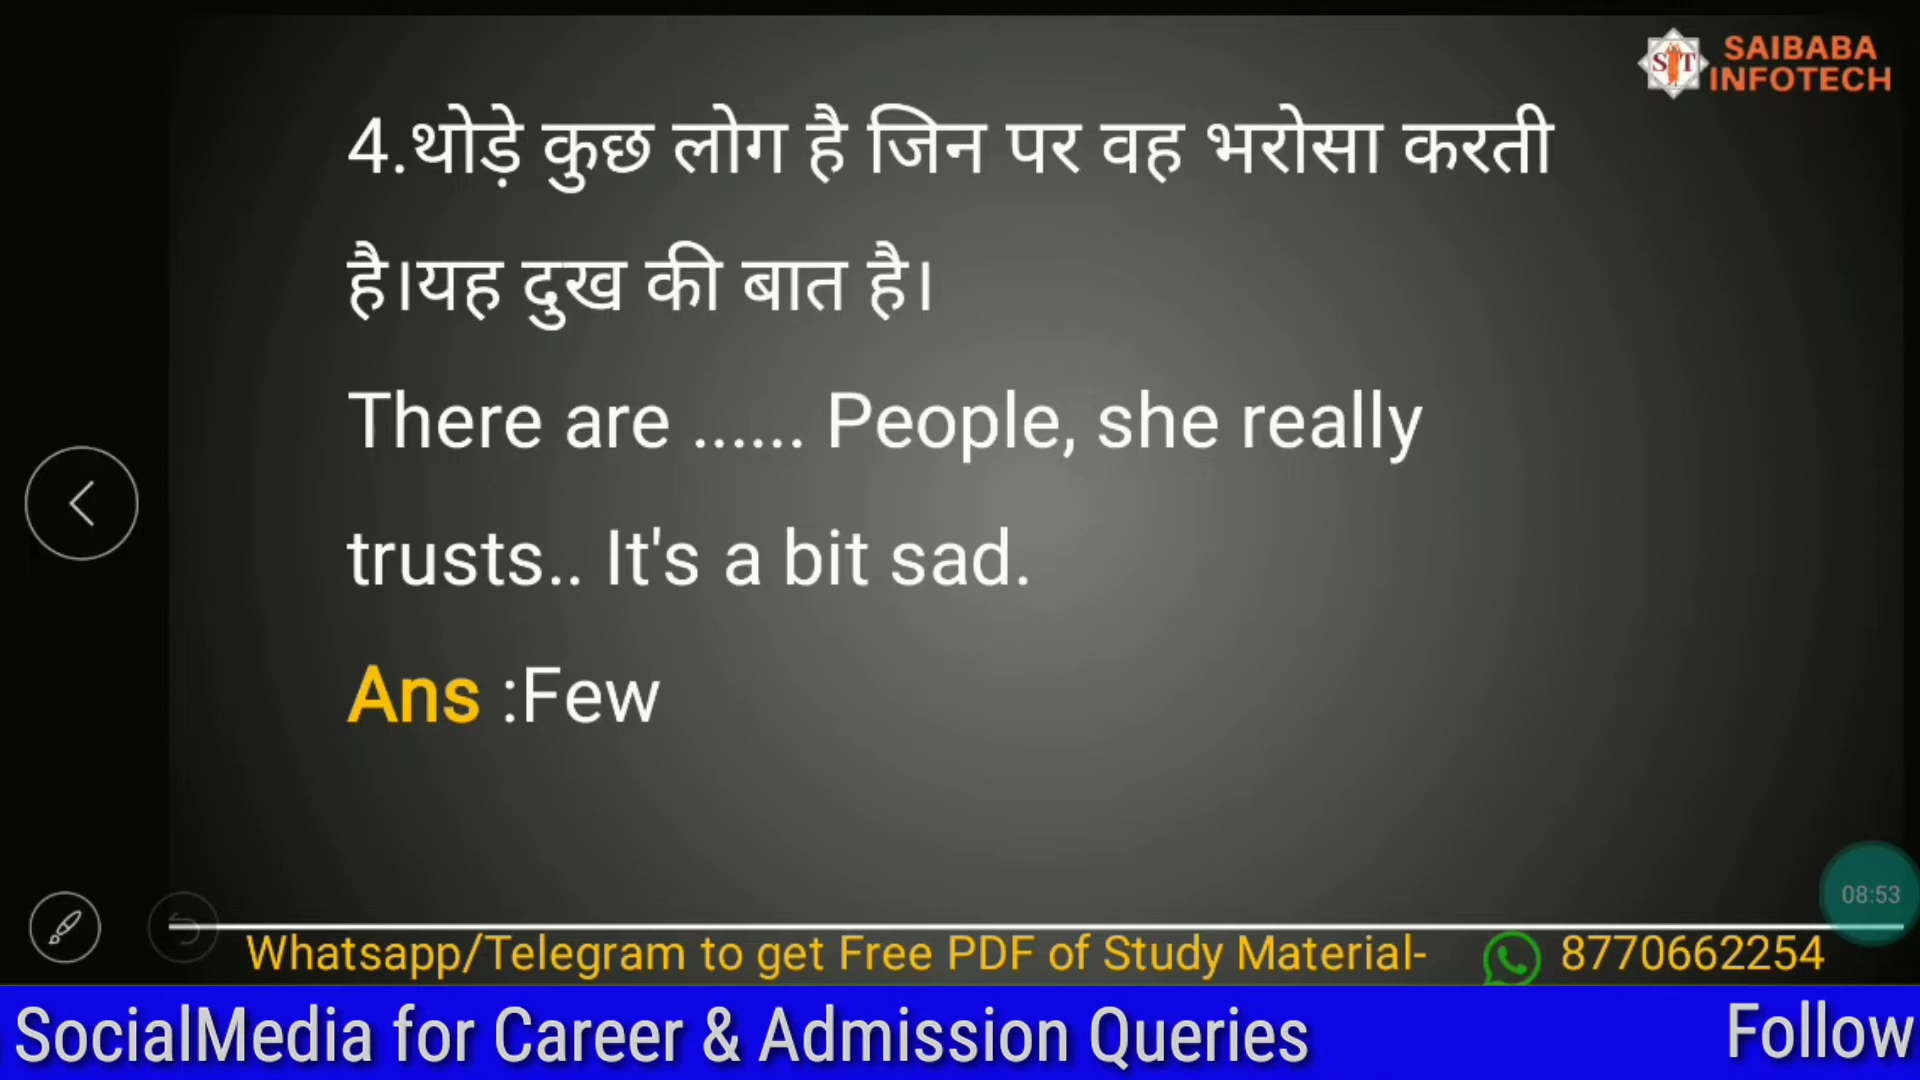 SAIBABA
INFOTECH
SIT
4.थोड़े कुछ लोग है जिन पर वह भरोसा करती
है।यह दुख की बात है।
There are ...... People, she really
trusts.. It's a bit sad.
Ans :Few
08:53
Whatsapp/Telegram to get Free PDF of Study Material- 8770662254
SocialMedia for Career & Admission Queries Follow